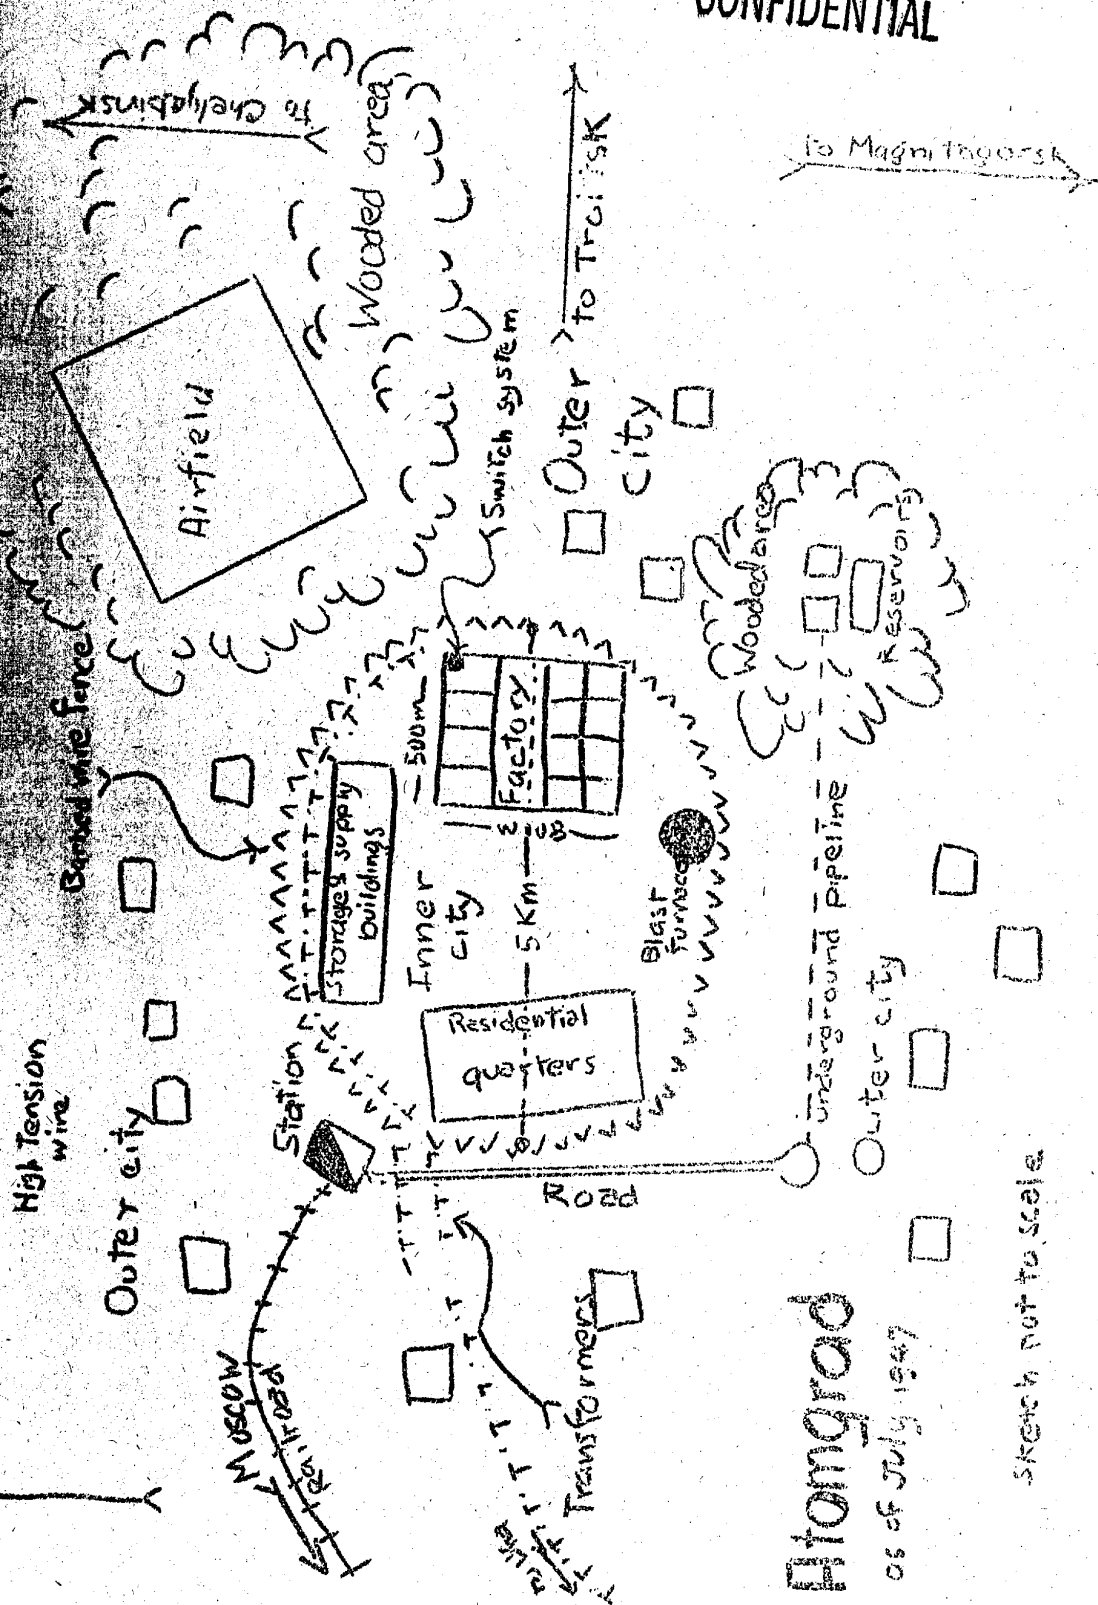 CONFIDENTIAL
to Chelyabinsk
Wooded area
to Troitsk
to Magnitogorsk
Airfield
Switch system
Outer
city
Barbed wire fence
Wooded area
Reservoirs
500m
Factory
Storage & supply
buildings
Inner
city
5 Km
Blast
furnace
Residential
quarters
underground pipeline
Outer city
High Tension
wire
Outer city
Station
Road
Moscow
Railroad
Transformers
Atomgrad
as of July 1947
Sketch not to scale